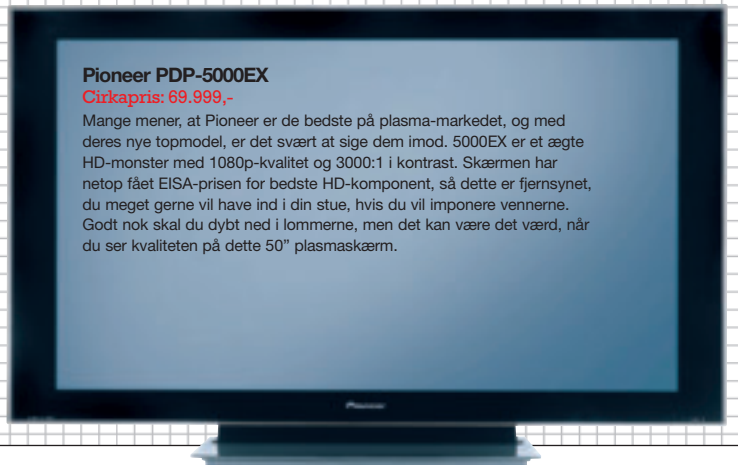 Pioneer PDP-5000EX
Cirkapris: 69.999,-
Mange mener, at Pioneer er de bedste på plasma-markedet, og med
deres nye topmodel, er det svært at sige dem imod. 5000EX er et ægte
HD-monster med 1080p-kvalitet og 3000:1 i kontrast. Skærmen har
netop fået EISA-prisen for bedste HD-komponent, så dette er fjernsynet,
du meget gerne vil have ind i din stue, hvis du vil imponere vennerne.
Godt nok skal du dybt ned i lommerne, men det kan være det værd, når
du ser kvaliteten på dette 50” plasmaskærm.
Pioneer